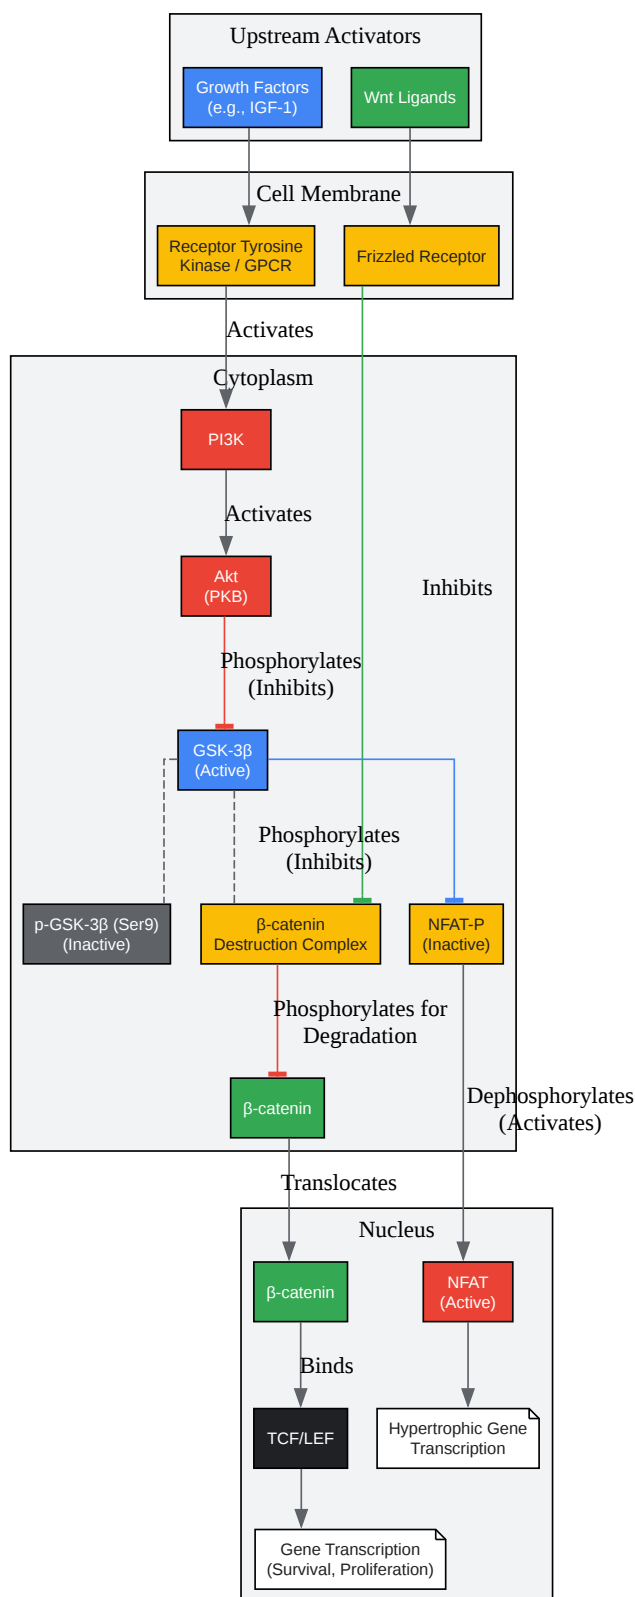 Upstream Activators
Growth Factors
(e.g., IGF-1)
Wnt Ligands
Cell Membrane
Receptor Tyrosine
Kinase / GPCR
Frizzled Receptor
Activates
Cytoplasm
PI3K
Activates
Akt
(PKB)
Inhibits
Phosphorylates
(Inhibits)
GSK-3β
(Active)
Phosphorylates
(Inhibits)
p-GSK-3β (Ser9)
(Inactive)
β-catenin
Destruction Complex
NFAT-P
(Inactive)
Phosphorylates for
Degradation
β-catenin
Dephosphorylates
(Activates)
Translocates
Nucleus
β-catenin
NFAT
(Active)
Binds
TCF/LEF
Hypertrophic Gene
Transcription
Gene Transcription
(Survival, Proliferation)